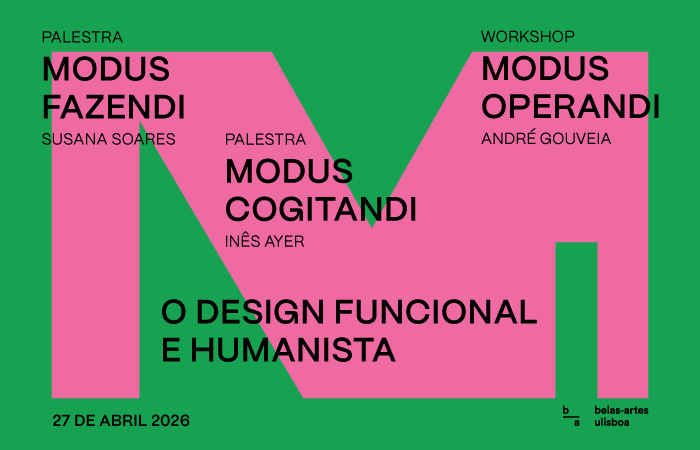 PALESTRA
MODUS
FAZENDI
SUSANA SOARES
PALESTRA
MODUS
COGITANDI
INÊS AYER
WORKSHOP
MODUS
OPERANDI
ANDRÉ GOUVEIA
O DESIGN FUNCIONAL
E HUMANISTA
27 DE ABRIL 2026
b
a
belas-artes
ulisboa